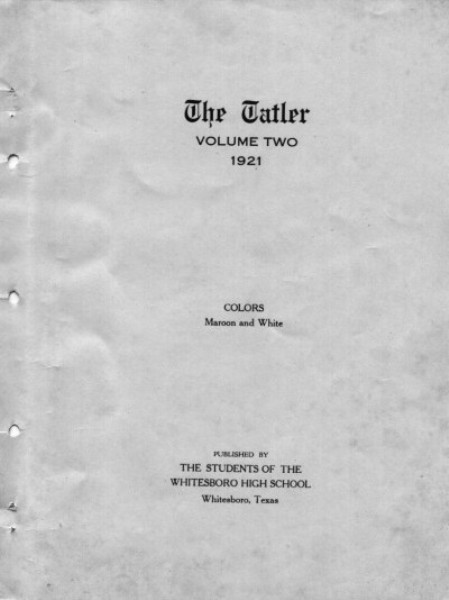 The Tatler
VOLUME TWO
1921
COLORS
Maroon and White
PUBLISHED BY
THE STUDENTS OF THE
WHITESBORO HIGH SCHOOL
Whitesboro, Texas